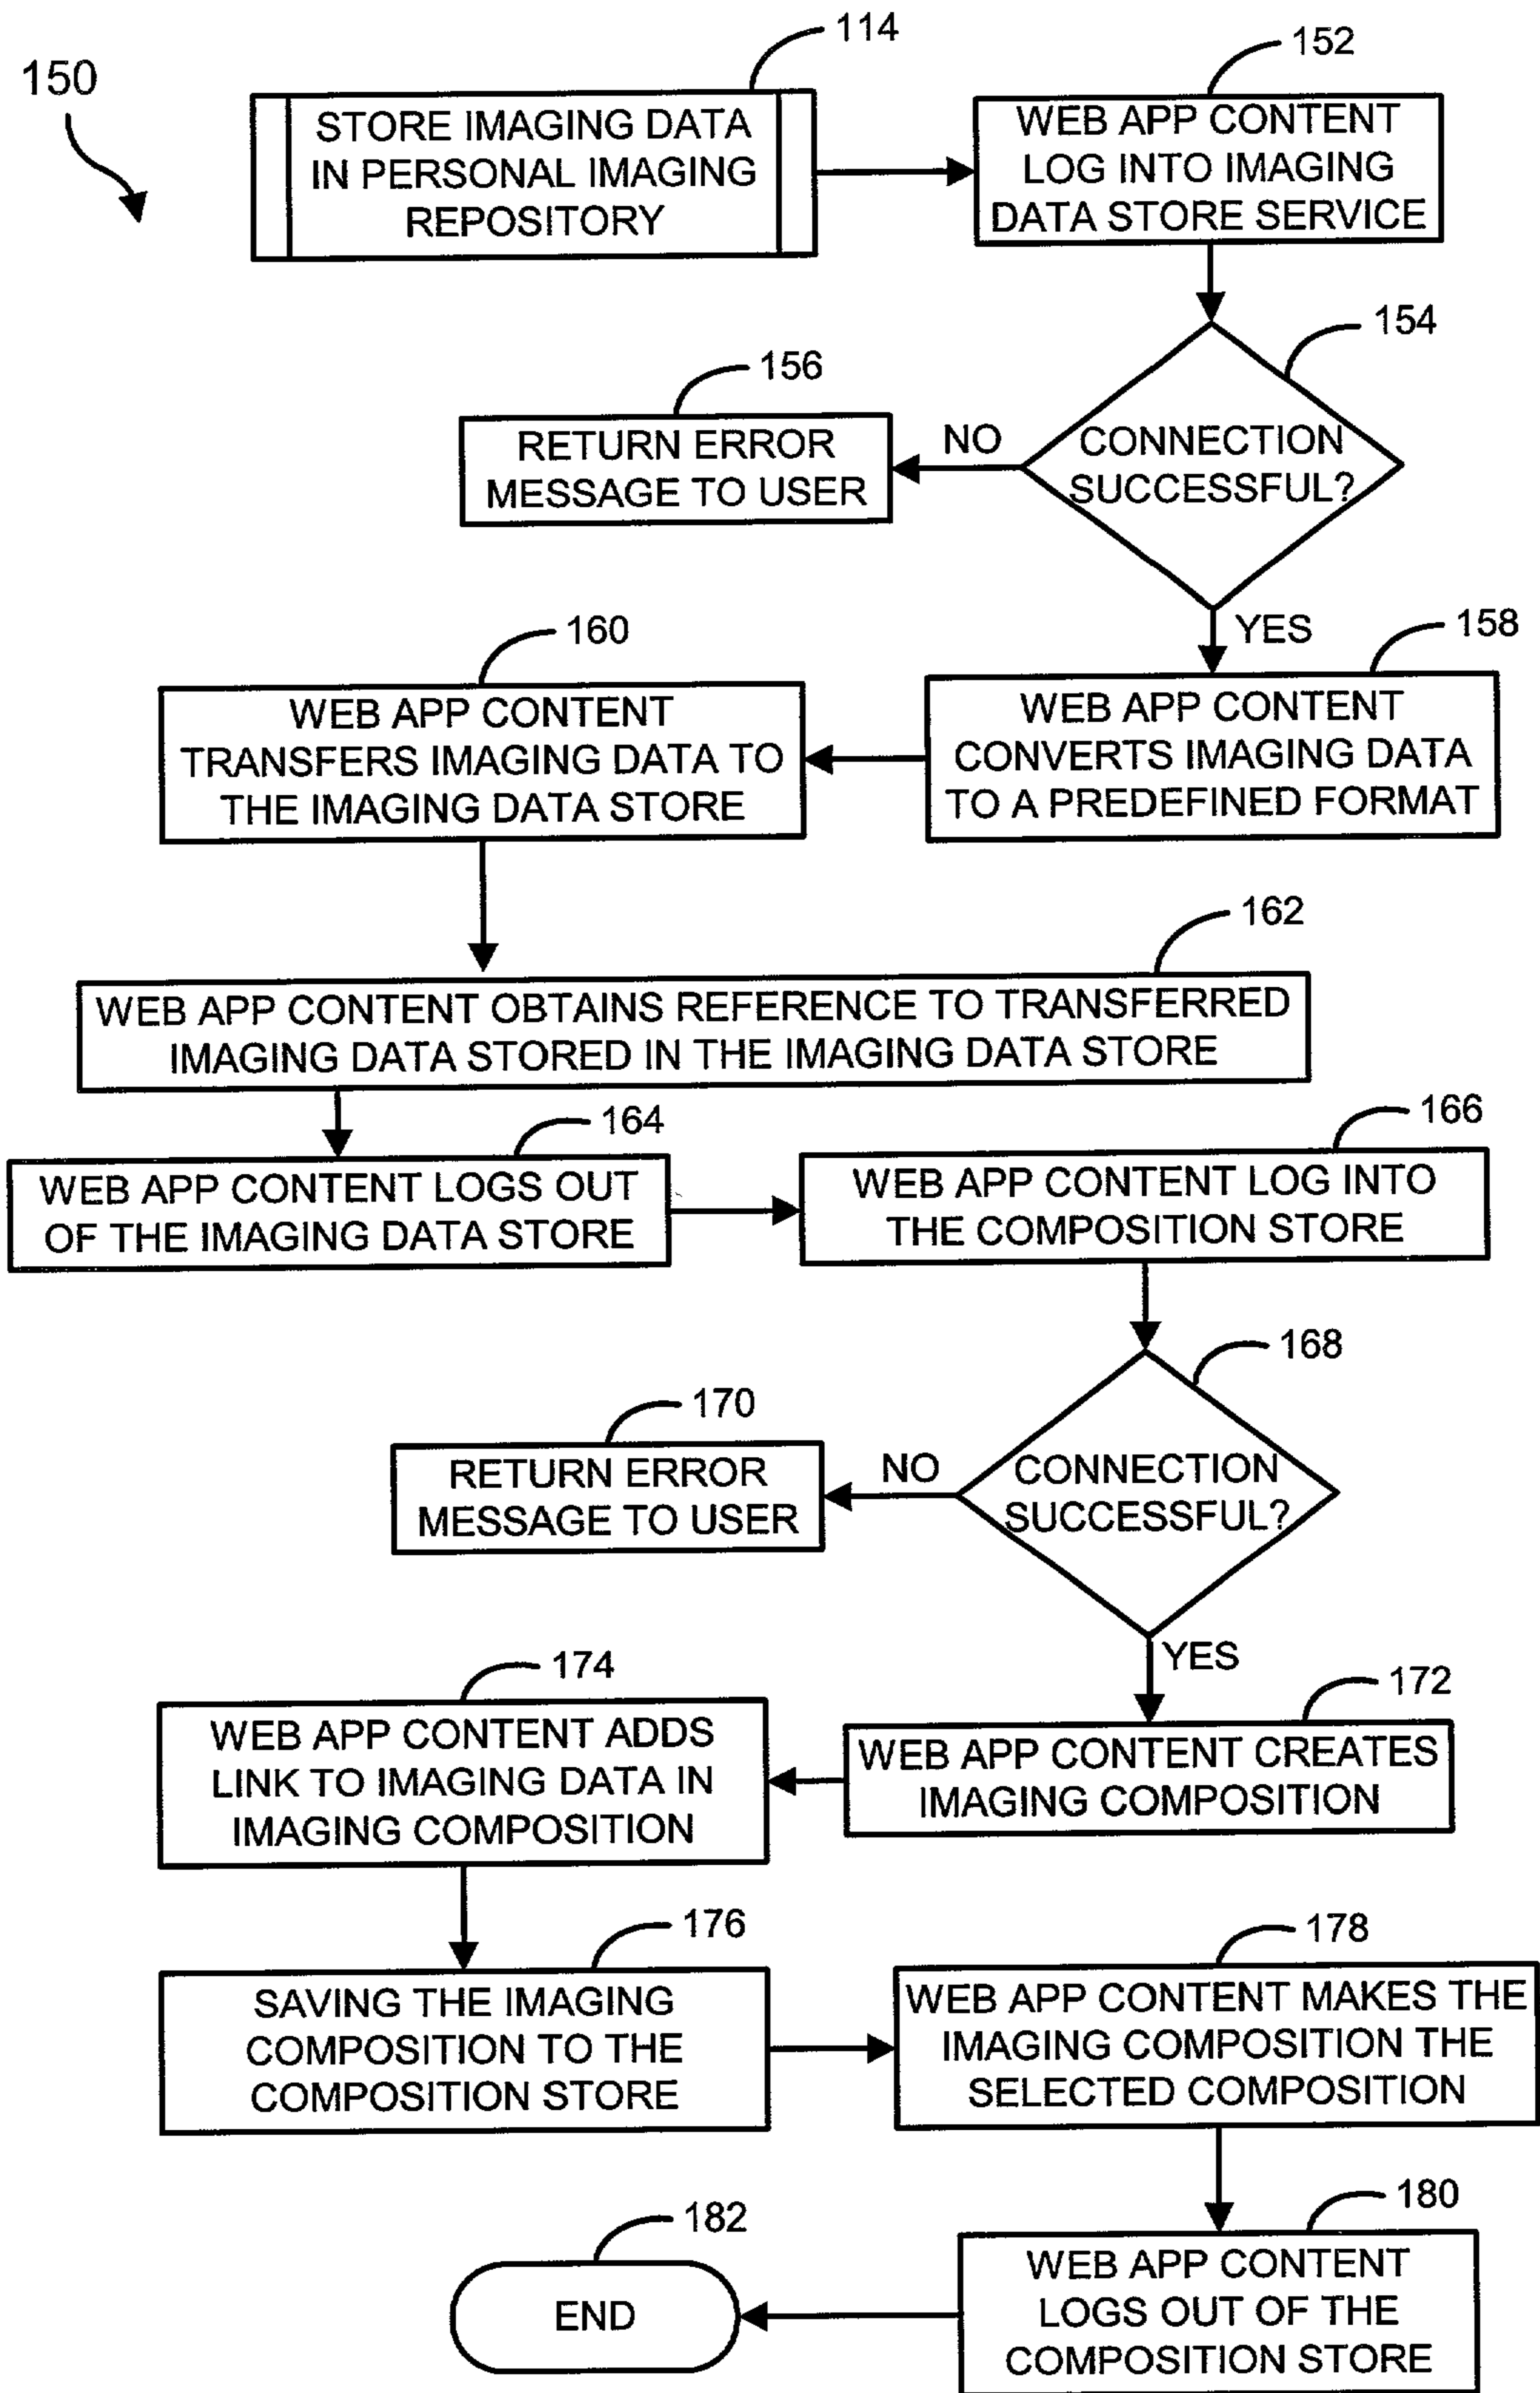 150
114
STORE IMAGING DATA
IN PERSONAL IMAGING
REPOSITORY
152
WEB APP CONTENT
LOG INTO IMAGING
DATA STORE SERVICE
154
CONNECTION
SUCCESSFUL?
NO
156
RETURN ERROR
MESSAGE TO USER
YES
158
WEB APP CONTENT
CONVERTS IMAGING DATA
TO A PREDEFINED FORMAT
160
WEB APP CONTENT
TRANSFERS IMAGING DATA TO
THE IMAGING DATA STORE
162
WEB APP CONTENT OBTAINS REFERENCE TO TRANSFERRED
IMAGING DATA STORED IN THE IMAGING DATA STORE
164
WEB APP CONTENT LOGS OUT
OF THE IMAGING DATA STORE
166
WEB APP CONTENT LOG INTO
THE COMPOSITION STORE
168
CONNECTION
SUCCESSFUL?
NO
170
RETURN ERROR
MESSAGE TO USER
YES
172
WEB APP CONTENT CREATES
IMAGING COMPOSITION
174
WEB APP CONTENT ADDS
LINK TO IMAGING DATA IN
IMAGING COMPOSITION
176
SAVING THE IMAGING
COMPOSITION TO THE
COMPOSITION STORE
178
WEB APP CONTENT MAKES THE
IMAGING COMPOSITION THE
SELECTED COMPOSITION
180
WEB APP CONTENT
LOGS OUT OF THE
COMPOSITION STORE
182
END